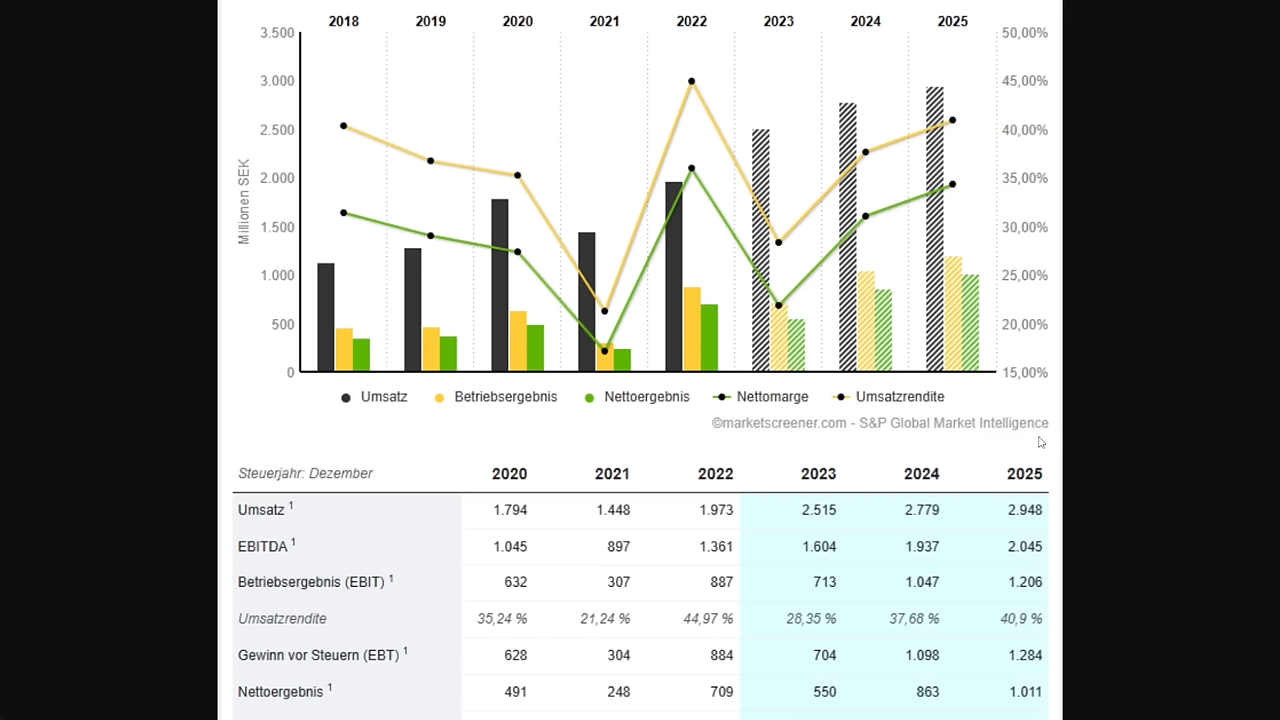 2018 2019 2020 2021 2022 2023 2024 2025
3.500 50,00%
3.000 45,00%
2.500 40,00%
2.000 35,00%
1.500 30,00%
1.000 25,00%
500 20,00%
0 15,00%
Millionen SEK
Umsatz Betriebsergebnis Nettoergebnis Nettomarge Umsatzrendite
©marketscreener.com - S&P Global Market Intelligence
Steuerjahr: Dezember 2020 2021 2022 2023 2024 2025
Umsatz 1 1.794 1.448 1.973 2.515 2.779 2.948
EBITDA 1 1.045 897 1.361 1.604 1.937 2.045
Betriebsergebnis (EBIT) 1 632 307 887 713 1.047 1.206
Umsatzrendite 35,24 % 21,24 % 44,97 % 28,35 % 37,68 % 40,9 %
Gewinn vor Steuern (EBT) 1 628 304 884 704 1.098 1.284
Nettoergebnis 1 491 248 709 550 863 1.011